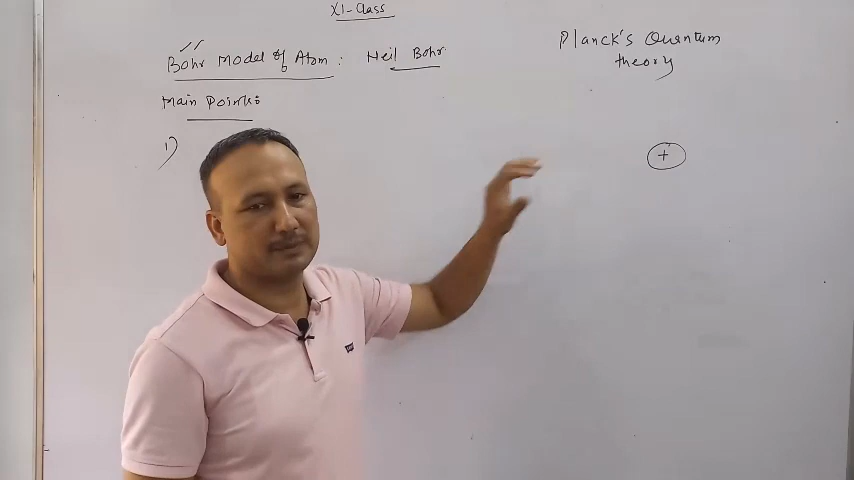 XI-Class
Bohr Model of Atom: Neil Bohr
Planck's Quantum
theory
Main Points:
1)
+